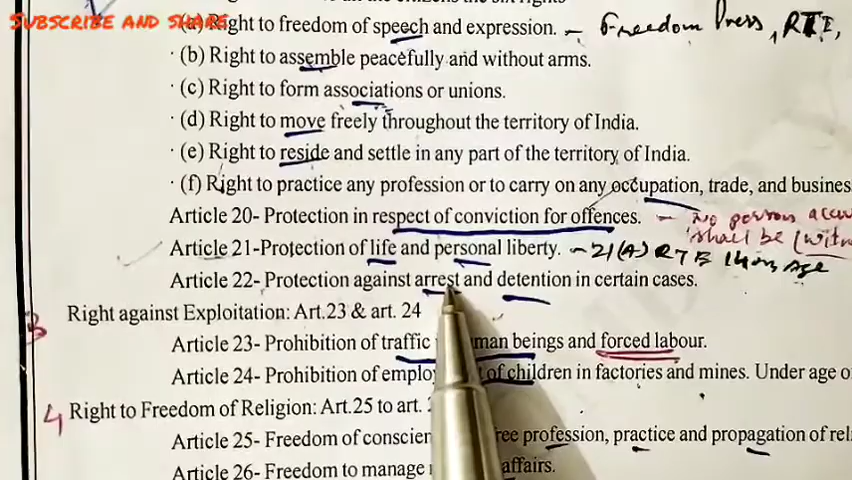 SUBSCRIBE AND SHARE
(a) Right to freedom of speech and expression. – Freedom Press, RTI,
· (b) Right to assemble peacefully and without arms.
· (c) Right to form associations or unions.
· (d) Right to move freely throughout the territory of India.
· (e) Right to reside and settle in any part of the territory of India.
· (f) Right to practice any profession or to carry on any occupation, trade, and busines
Article 20- Protection in respect of conviction for offences. – No person accu
shall be (witn
Article 21-Protection of life and personal liberty. – 21(A) RTE 14 Age
Article 22- Protection against arrest and detention in certain cases.
3 Right against Exploitation: Art.23 & art. 24
Article 23- Prohibition of traffic man beings and forced labour.
Article 24- Prohibition of employ of children in factories and mines. Under age o
4 Right to Freedom of Religion: Art.25 to art.
Article 25- Freedom of conscien ree profession, practice and propagation of rel
Article 26- Freedom to manage affairs.